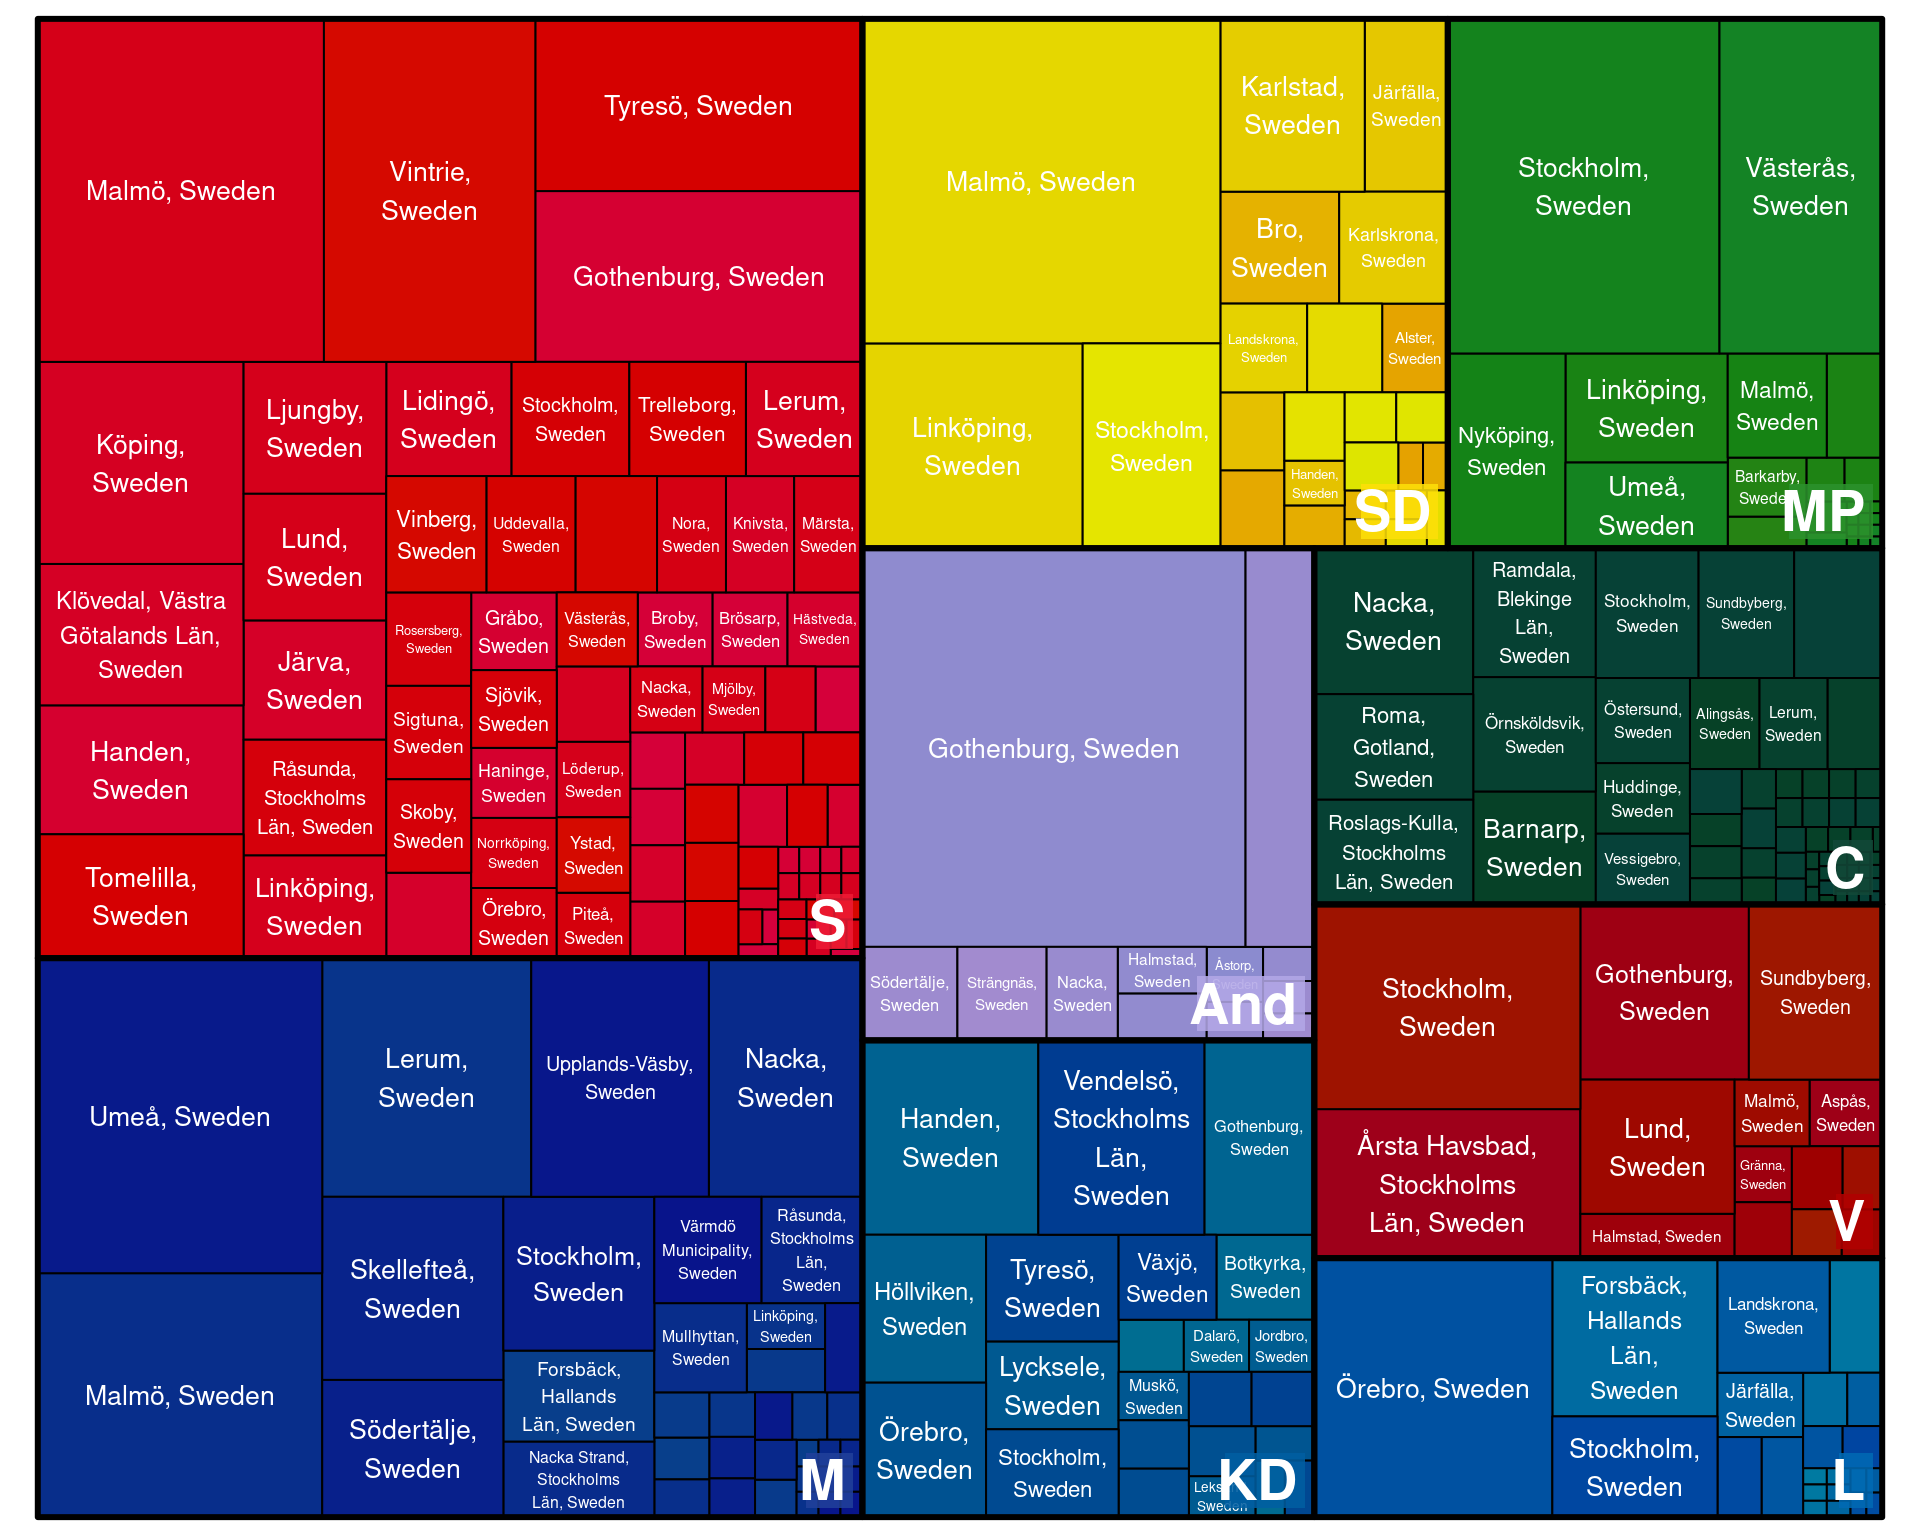 Malmö, Sweden
Vintrie,
Sweden
Tyresö, Sweden
Gothenburg, Sweden
Köping,
Sweden
Klövedal, Västra
Götalands Län,
Sweden
Handen,
Sweden
Tomelilla,
Sweden
Ljungby,
Sweden
Lund,
Sweden
Järva,
Sweden
Råsunda,
Stockholms
Län, Sweden
Linköping,
Sweden
Lidingö,
Sweden
Stockholm,
Sweden
Trelleborg,
Sweden
Lerum,
Sweden
Vinberg,
Sweden
Uddevalla,
Sweden
Nora,
Sweden
Knivsta,
Sweden
Märsta,
Sweden
Rosersberg,
Sweden
Sigtuna,
Sweden
Skoby,
Sweden
Gråbo,
Sweden
Sjövik,
Sweden
Haninge,
Sweden
Norrköping,
Sweden
Örebro,
Sweden
Västerås,
Sweden
Broby,
Sweden
Brösarp,
Sweden
Hästveda,
Sweden
Löderup,
Sweden
Ystad,
Sweden
Piteå,
Sweden
Nacka,
Sweden
Mjölby,
Sweden
S
Umeå, Sweden
Malmö, Sweden
Lerum,
Sweden
Upplands-Väsby,
Sweden
Nacka,
Sweden
Skellefteå,
Sweden
Södertälje,
Sweden
Stockholm,
Sweden
Forsbäck,
Hallands
Län, Sweden
Nacka Strand,
Stockholms
Län, Sweden
Värmdö
Municipality,
Sweden
Råsunda,
Stockholms
Län,
Sweden
Mullhyttan,
Sweden
Linköping,
Sweden
M
Malmö, Sweden
Linköping,
Sweden
Stockholm,
Sweden
Karlstad,
Sweden
Järfälla,
Sweden
Bro,
Sweden
Karlskrona,
Sweden
Landskrona,
Sweden
Alster,
Sweden
Handen,
Sweden
SD
Stockholm,
Sweden
Västerås,
Sweden
Nyköping,
Sweden
Linköping,
Sweden
Umeå,
Sweden
Malmö,
Sweden
Barkarby,
Sweden
MP
Gothenburg, Sweden
Södertälje,
Sweden
Strängnäs,
Sweden
Nacka,
Sweden
Halmstad,
Sweden
Åstorp,
Sweden
And
Nacka,
Sweden
Roma,
Gotland,
Sweden
Roslags-Kulla,
Stockholms
Län, Sweden
Ramdala,
Blekinge
Län,
Sweden
Örnsköldsvik,
Sweden
Barnarp,
Sweden
Stockholm,
Sweden
Sundbyberg,
Sweden
Östersund,
Sweden
Huddinge,
Sweden
Vessigebro,
Sweden
Alingsås,
Sweden
Lerum,
Sweden
C
Handen,
Sweden
Vendelsö,
Stockholms
Län,
Sweden
Gothenburg,
Sweden
Höllviken,
Sweden
Örebro,
Sweden
Tyresö,
Sweden
Lycksele,
Sweden
Stockholm,
Sweden
Växjö,
Sweden
Botkyrka,
Sweden
Dalarö,
Sweden
Jordbro,
Sweden
Muskö,
Sweden
Sweden
KD
Stockholm,
Sweden
Årsta Havsbad,
Stockholms
Län, Sweden
Gothenburg,
Sweden
Sundbyberg,
Sweden
Lund,
Sweden
Halmstad, Sweden
Malmö,
Sweden
Aspås,
Sweden
Gränna,
Sweden
V
Örebro, Sweden
Forsbäck,
Hallands
Län,
Sweden
Stockholm,
Sweden
Landskrona,
Sweden
Järfälla,
Sweden
L